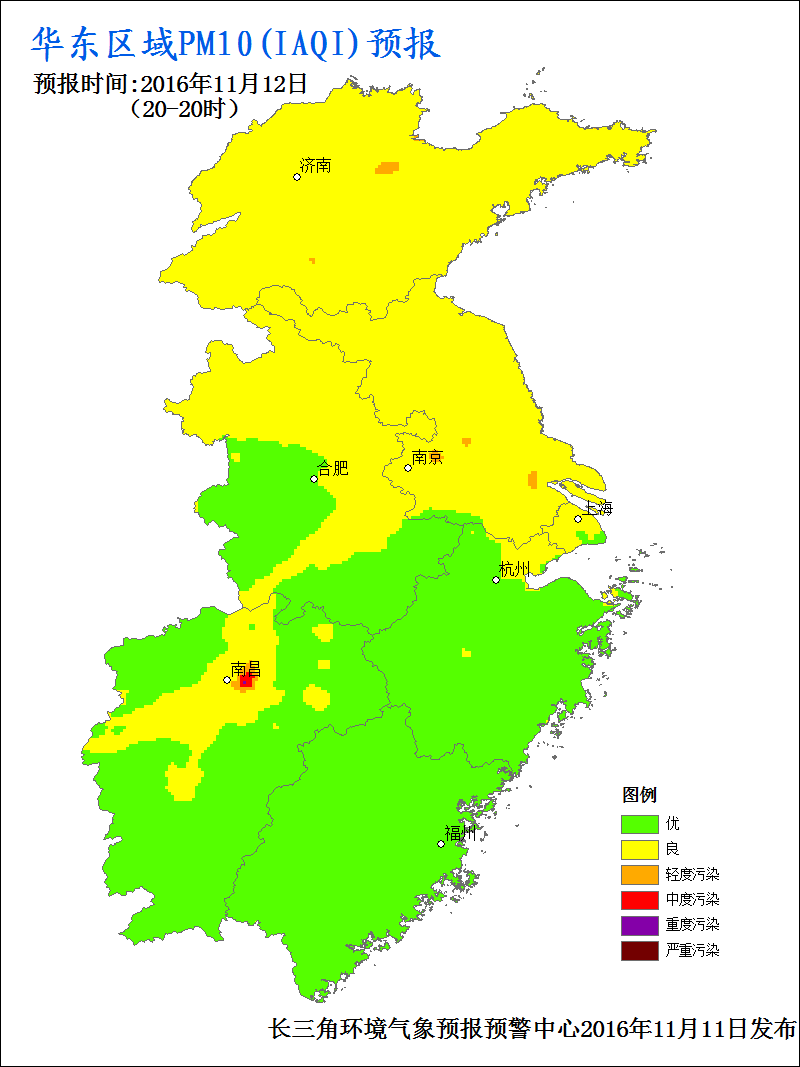 华东区域PM10(IAQI)预报
预报时间:2016年11月12日
（20-20时）
济南
合肥
南京
上海
杭州
南昌
福州
图例
优
良
轻度污染
中度污染
重度污染
严重污染
长三角环境气象预报预警中心2016年11月11日发布